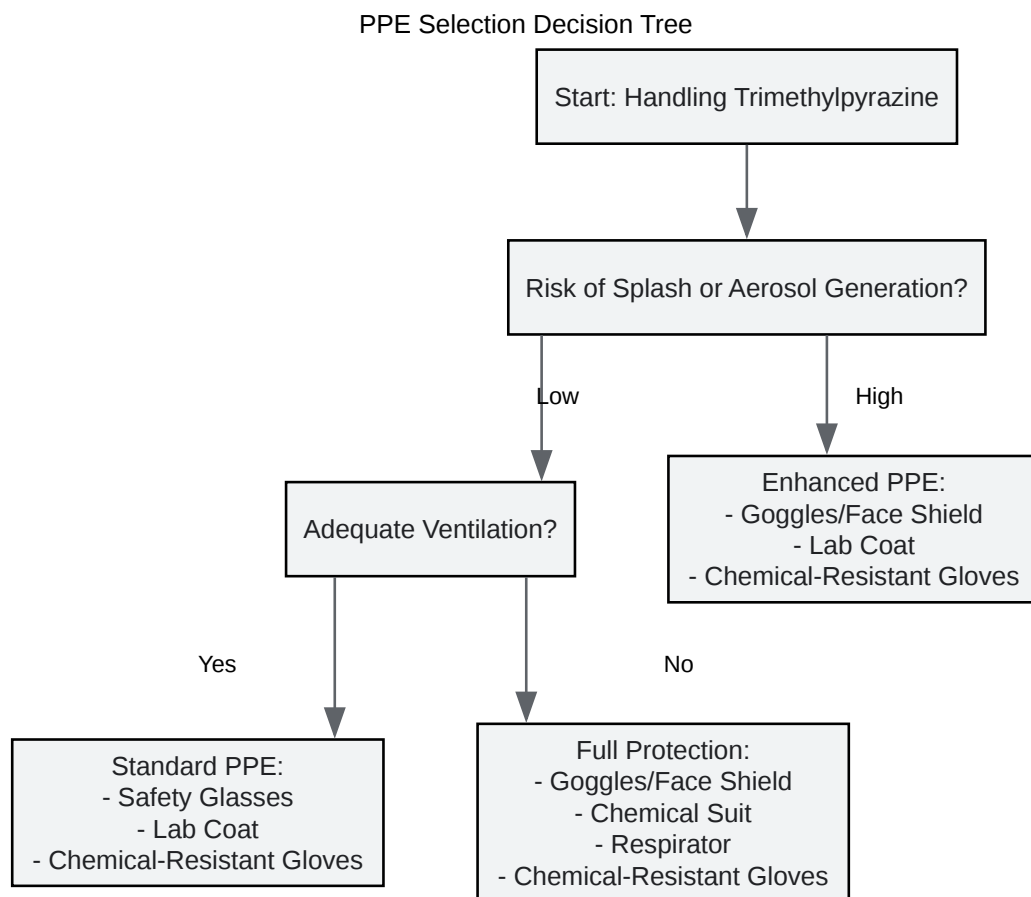 PPE Selection Decision Tree
Start: Handling Trimethylpyrazine
Risk of Splash or Aerosol Generation?
Low
High
Enhanced PPE:
- Goggles/Face Shield
- Lab Coat
- Chemical-Resistant Gloves
Adequate Ventilation?
Yes
No
Standard PPE:
- Safety Glasses
- Lab Coat
- Chemical-Resistant Gloves
Full Protection:
- Goggles/Face Shield
- Chemical Suit
- Respirator
- Chemical-Resistant Gloves